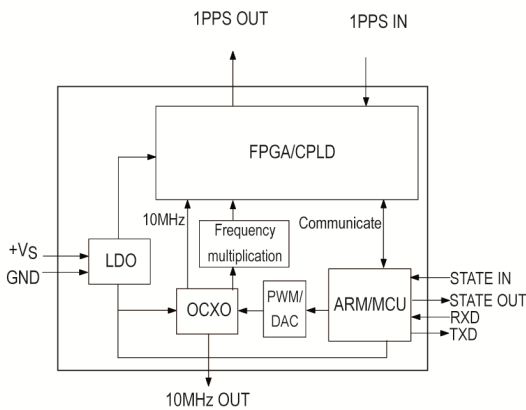 1PPS OUT
1PPS IN
FPGA/CPLD
10MHz
Frequency
multiplication
Communicate
+Vs
GND
LDO
OCXO
PWM/
DAC
ARM/MCU
STATE IN
STATE OUT
RXD
TXD
10MHz OUT